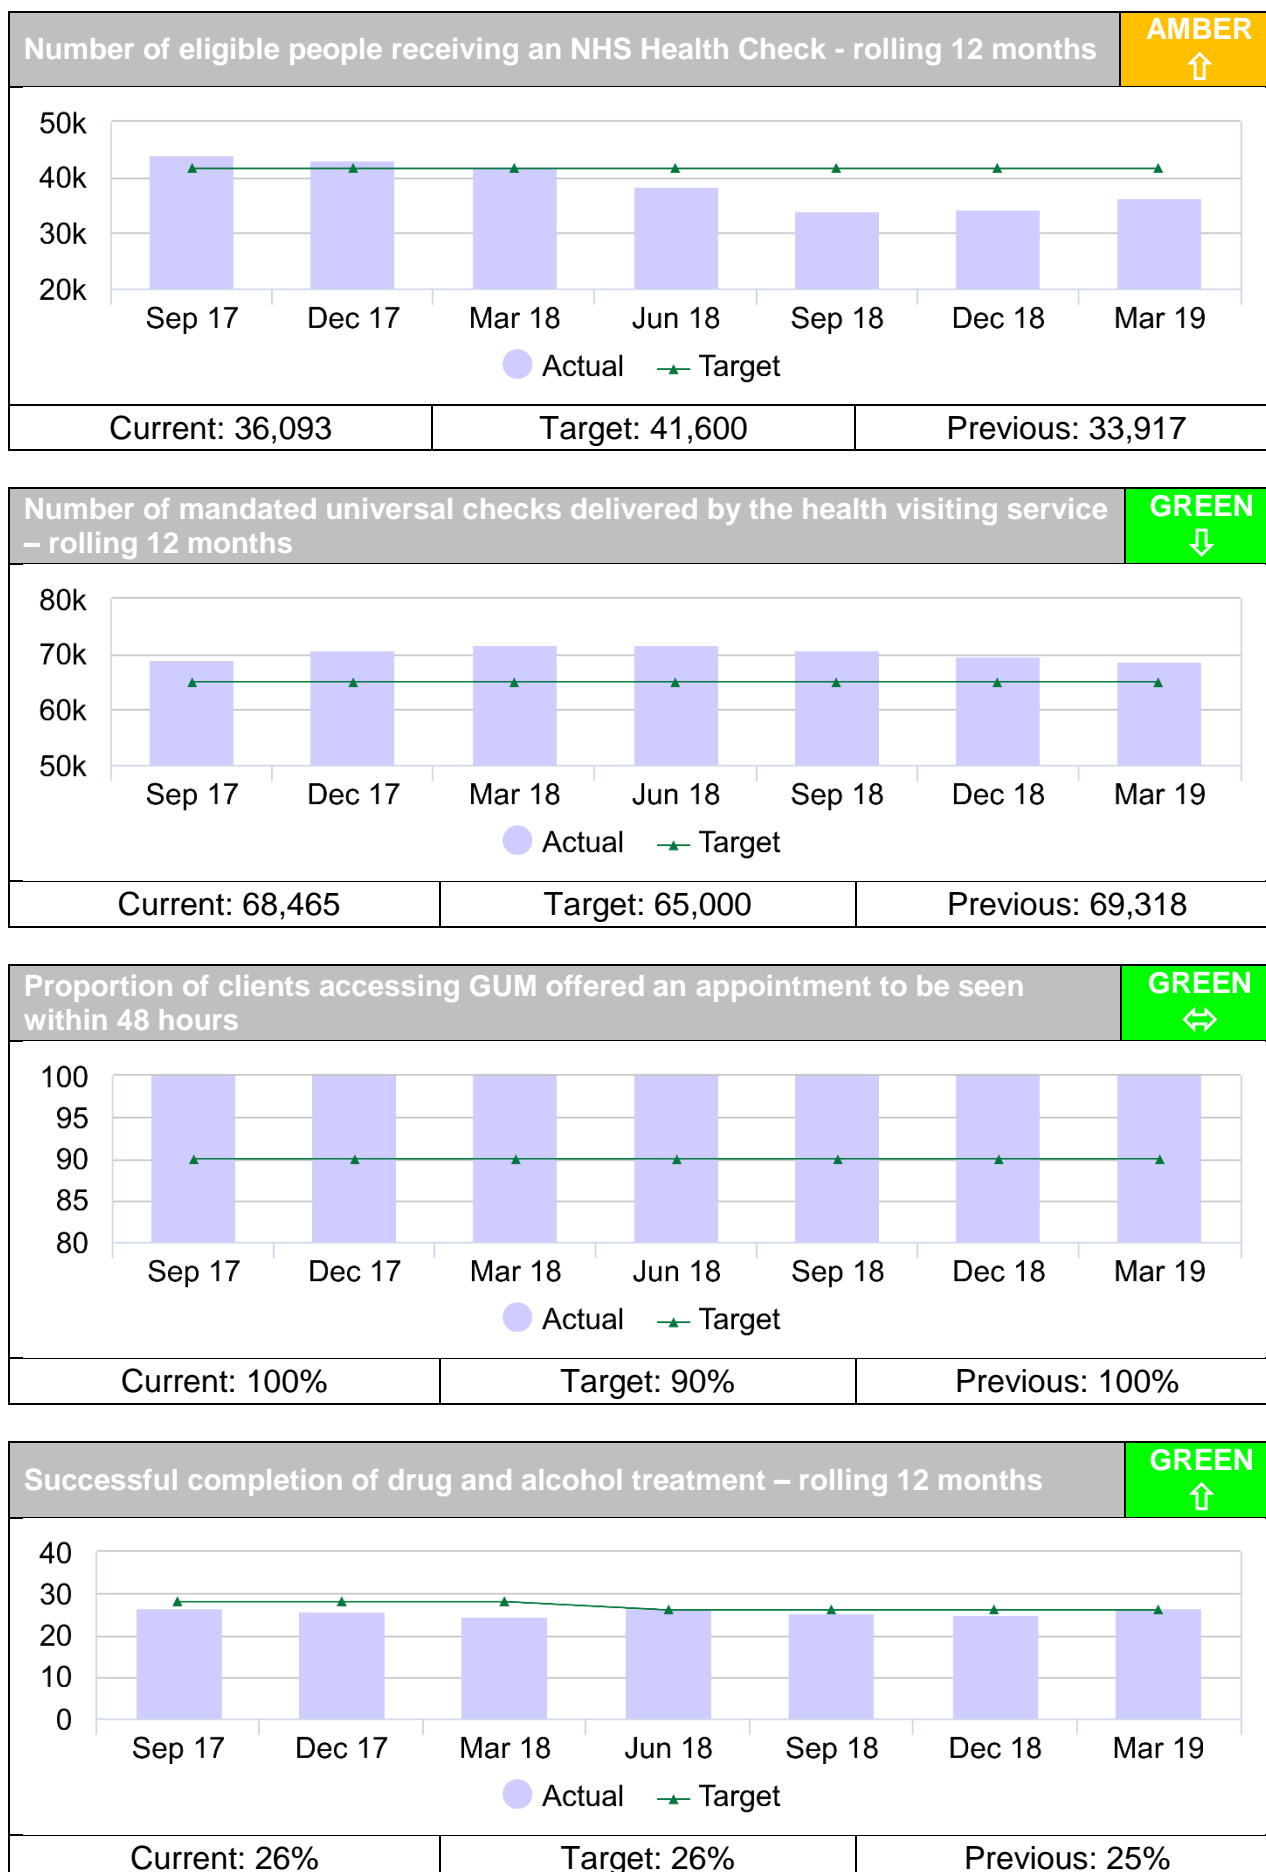 Number of eligible people receiving an NHS Health Check - rolling 12 months
AMBER
⇧
50k
40k
30k
20k
Sep 17 Dec 17 Mar 18 Jun 18 Sep 18 Dec 18 Mar 19
Actual Target
Current: 36,093 Target: 41,600 Previous: 33,917
Number of mandated universal checks delivered by the health visiting service
– rolling 12 months
GREEN
⇩
80k
70k
60k
50k
Sep 17 Dec 17 Mar 18 Jun 18 Sep 18 Dec 18 Mar 19
Actual Target
Current: 68,465 Target: 65,000 Previous: 69,318
Proportion of clients accessing GUM offered an appointment to be seen
within 48 hours
GREEN
⬄
100
95
90
85
80
Sep 17 Dec 17 Mar 18 Jun 18 Sep 18 Dec 18 Mar 19
Actual Target
Current: 100% Target: 90% Previous: 100%
Successful completion of drug and alcohol treatment – rolling 12 months
GREEN
⇧
40
30
20
10
0
Sep 17 Dec 17 Mar 18 Jun 18 Sep 18 Dec 18 Mar 19
Actual Target
Current: 26% Target: 26% Previous: 25%